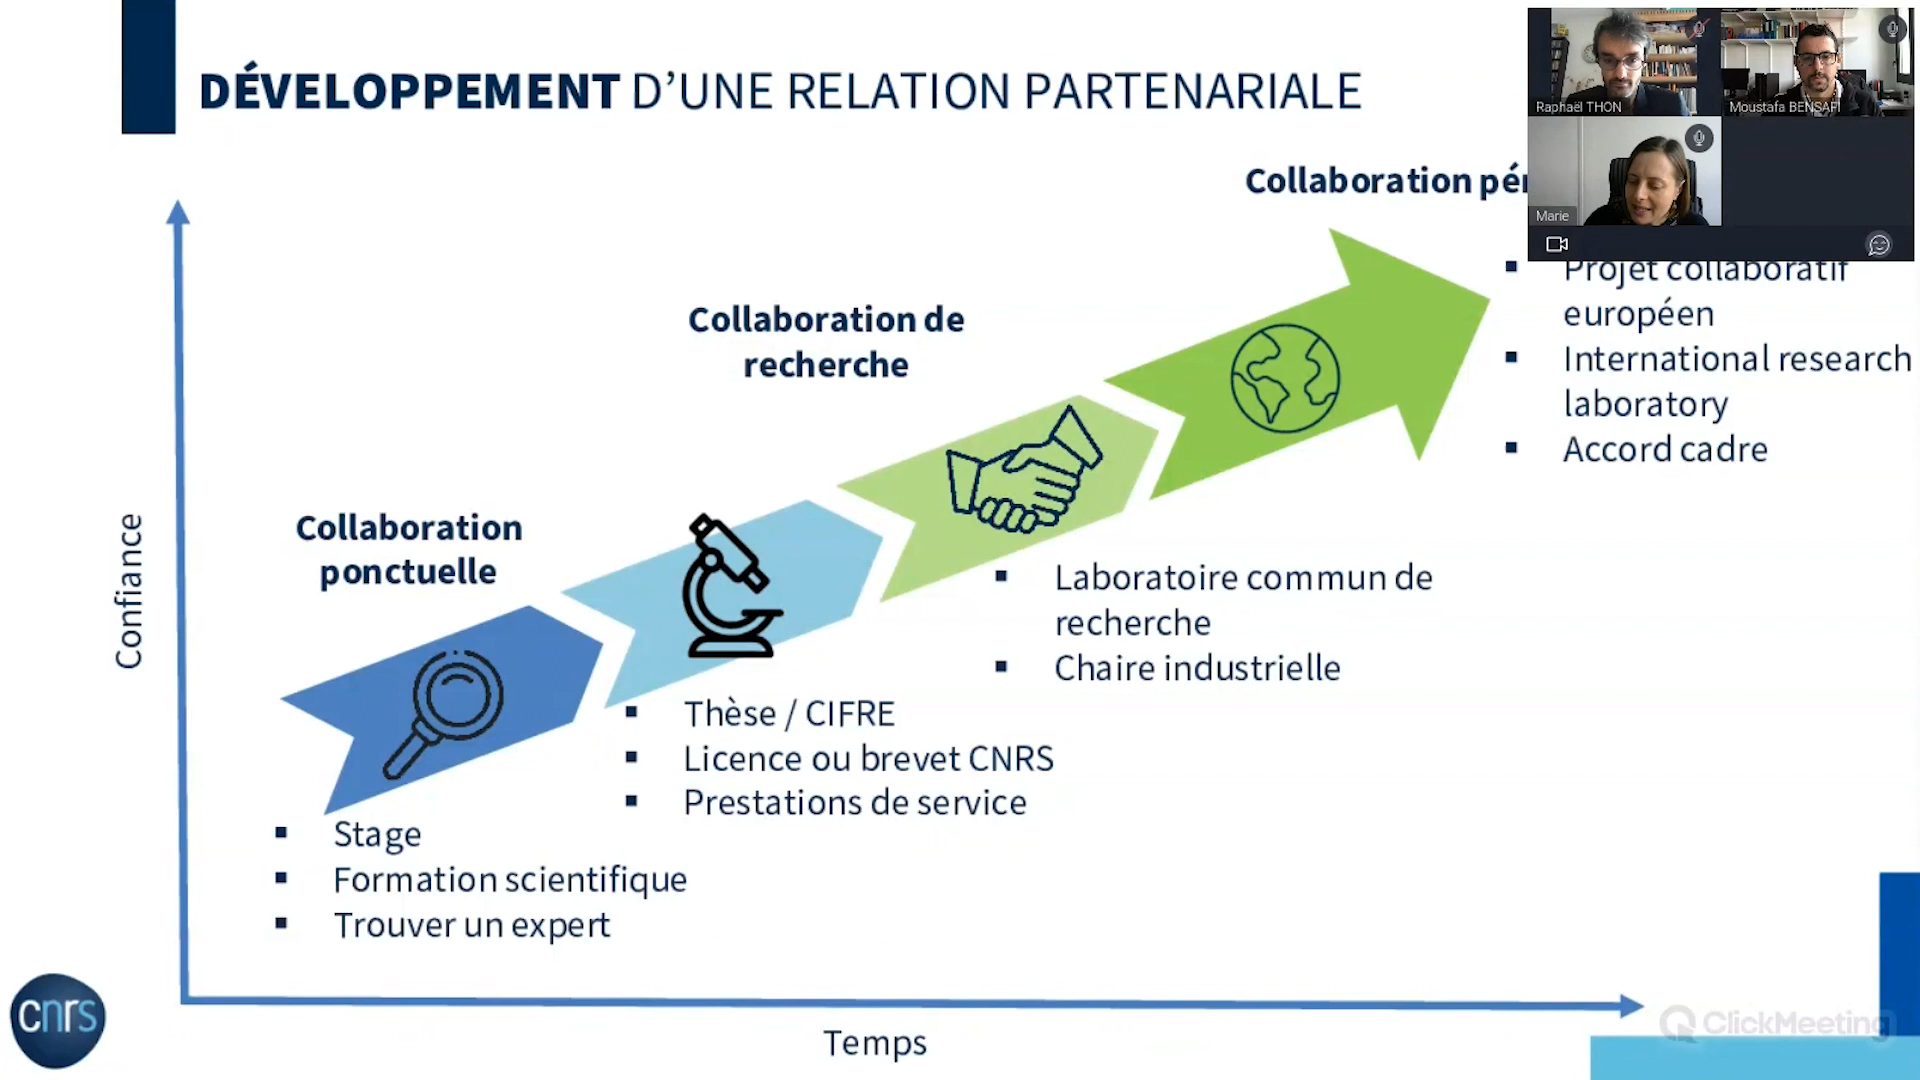 DÉVELOPPEMENT D’UNE RELATION PARTENARIALE
Raphaël THON
Moustafa BENSAFI
Marie
Collaboration
Projet collaboratif
européen
International research
laboratory
Accord cadre
Collaboration de
recherche
Laboratoire commun de
recherche
Chaire industrielle
Collaboration
ponctuelle
Thèse / CIFRE
Licence ou brevet CNRS
Prestations de service
Stage
Formation scientifique
Trouver un expert
Confiance
Temps
cnrs
ClickMeeting